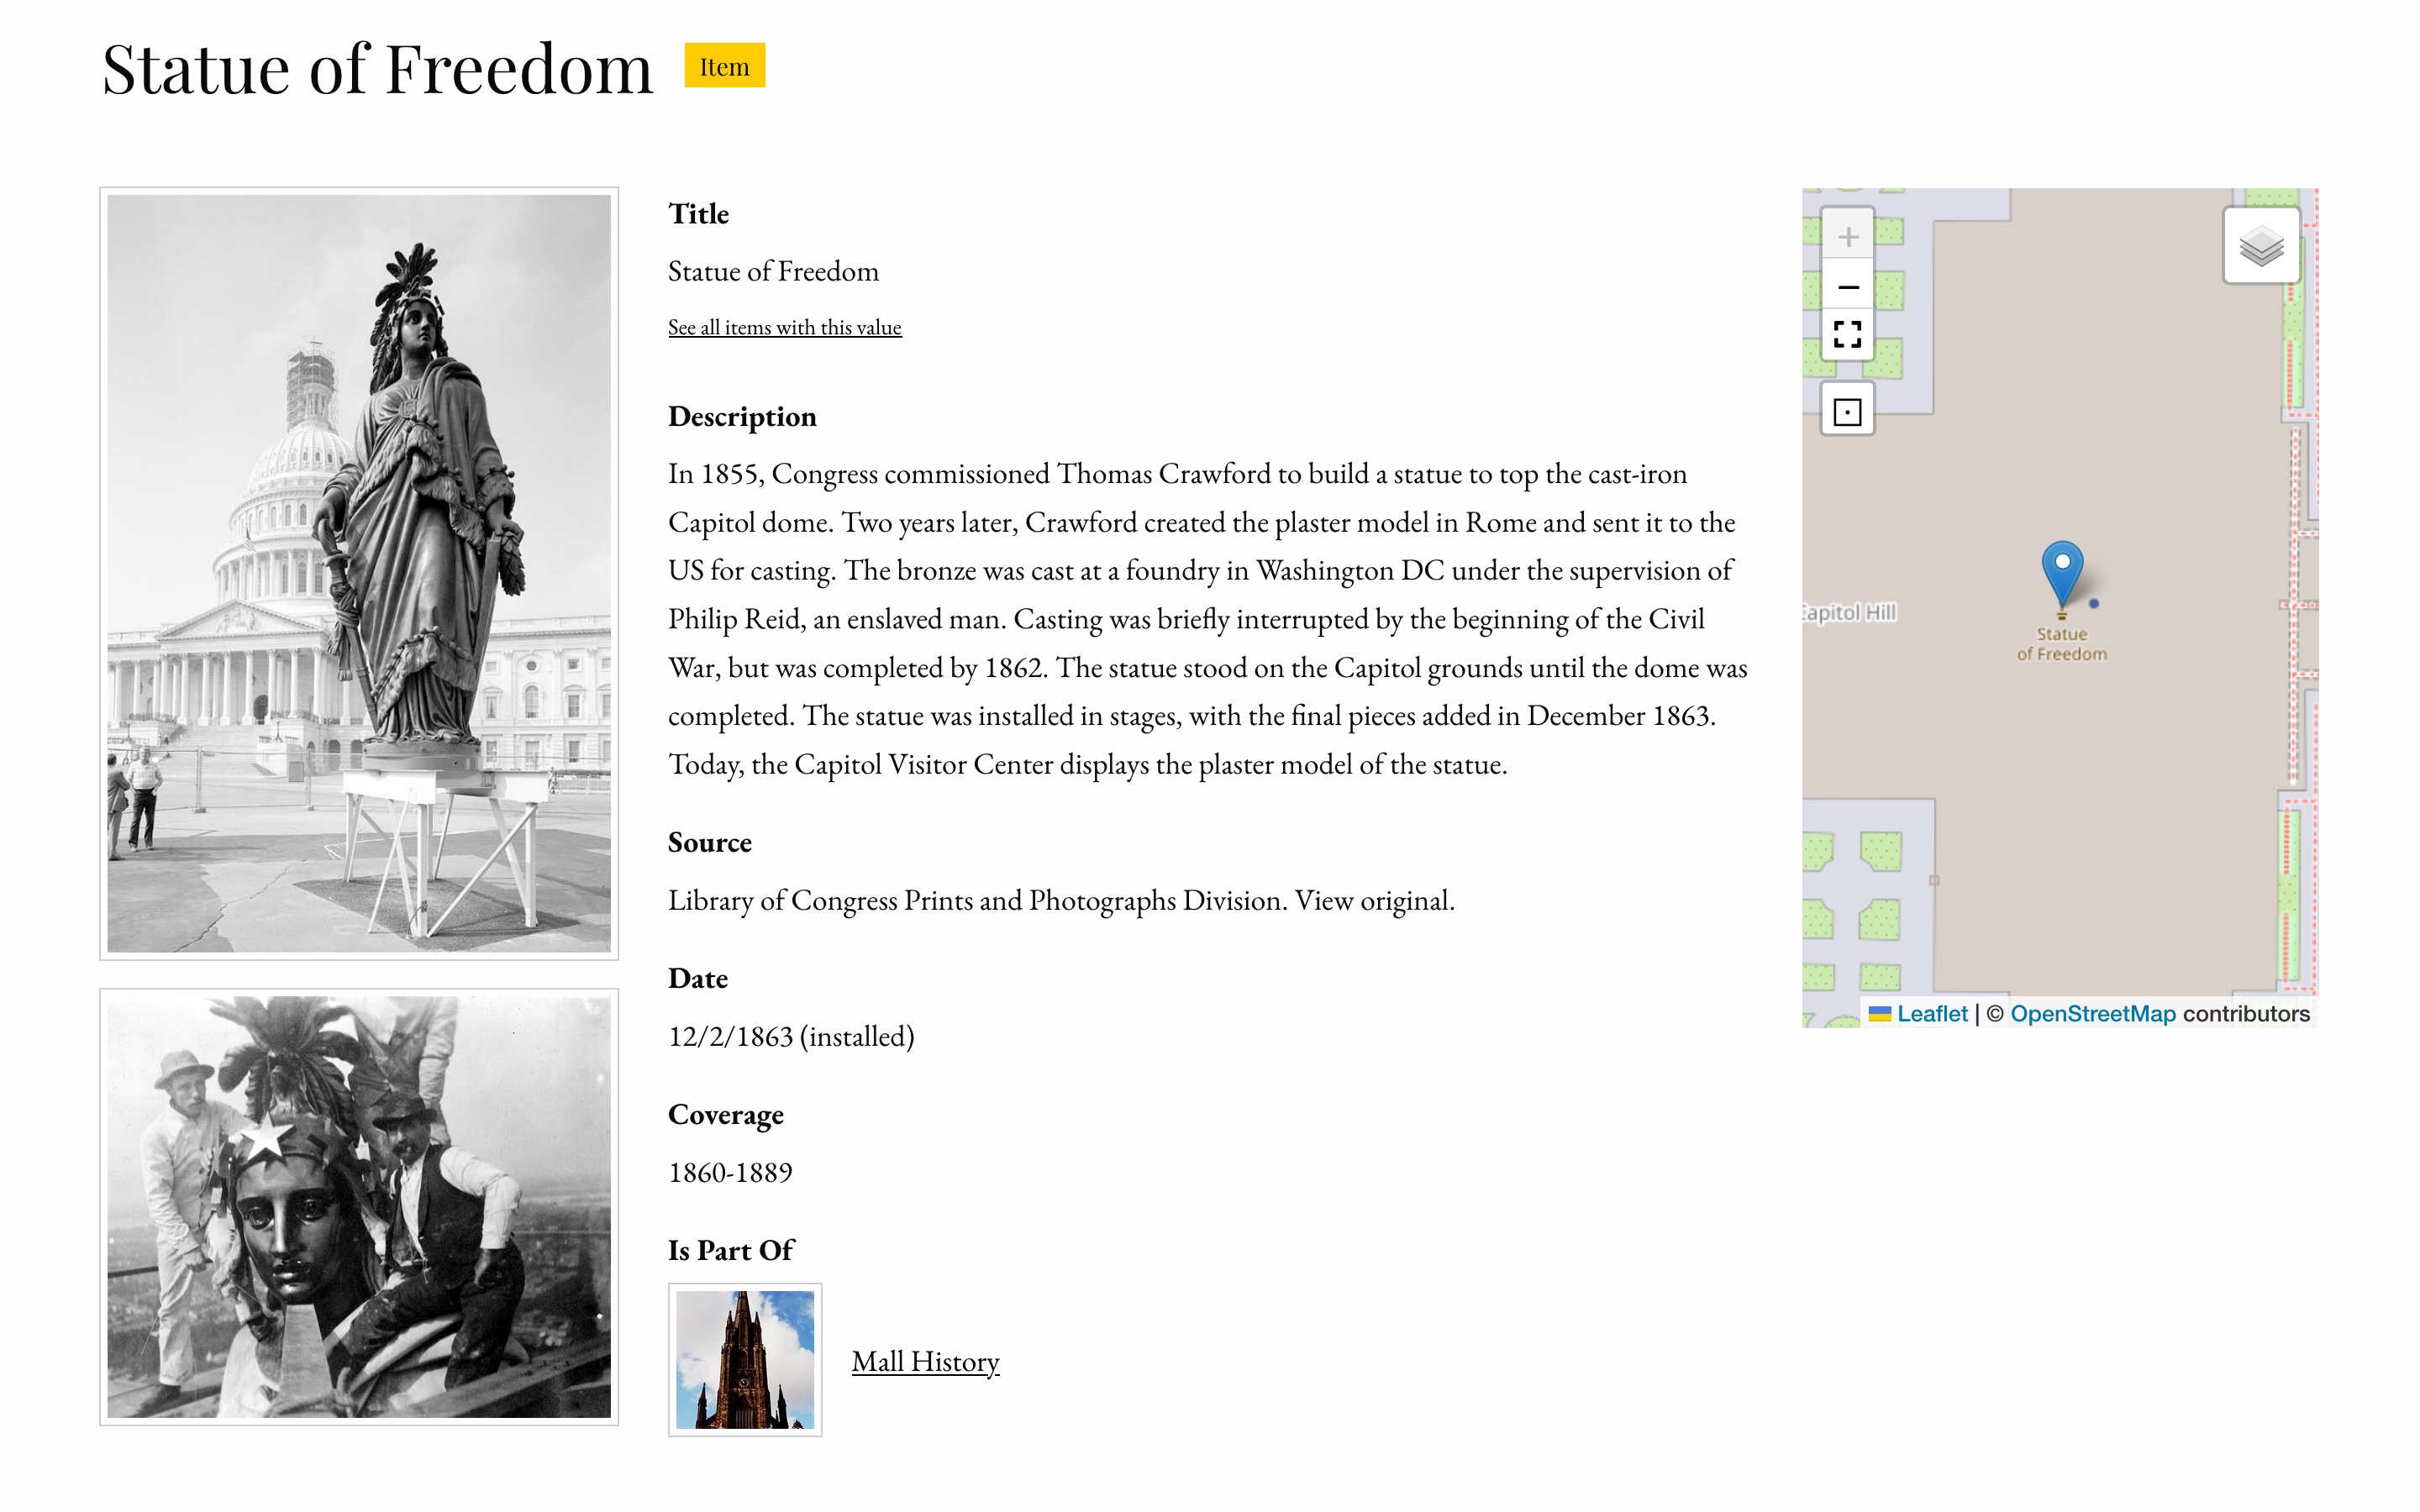 Statue of Freedom
Item
Title
Statue of Freedom
See all items with this value
Description
In 1855, Congress commissioned Thomas Crawford to build a statue to top the cast-iron
Capitol dome. Two years later, Crawford created the plaster model in Rome and sent it to the
US for casting. The bronze was cast at a foundry in Washington DC under the supervision of
Philip Reid, an enslaved man. Casting was briefly interrupted by the beginning of the Civil
War, but was completed by 1862. The statue stood on the Capitol grounds until the dome was
completed. The statue was installed in stages, with the final pieces added in December 1863.
Today, the Capitol Visitor Center displays the plaster model of the statue.
Source
Library of Congress Prints and Photographs Division. View original.
Date
12/2/1863 (installed)
Coverage
1860-1889
Is Part Of
Mall History
+
−
Capitol Hill
Statue
of Freedom
Leaflet | © OpenStreetMap contributors